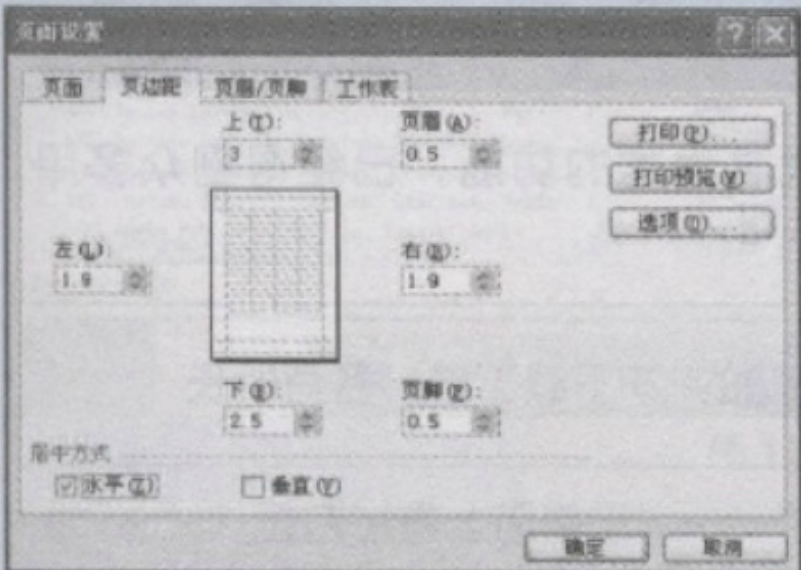 页面设置
页面 页边距 页眉/页脚 工作表
上(T): 页眉(A):
3 0.5
打印(P)...
打印预览(W)
选项(O)...
左(L): 右(R):
1.9 1.9
下(B): 页脚(F):
2.5 0.5
居中方式
水平(Z) 垂直(V)
确定 取消